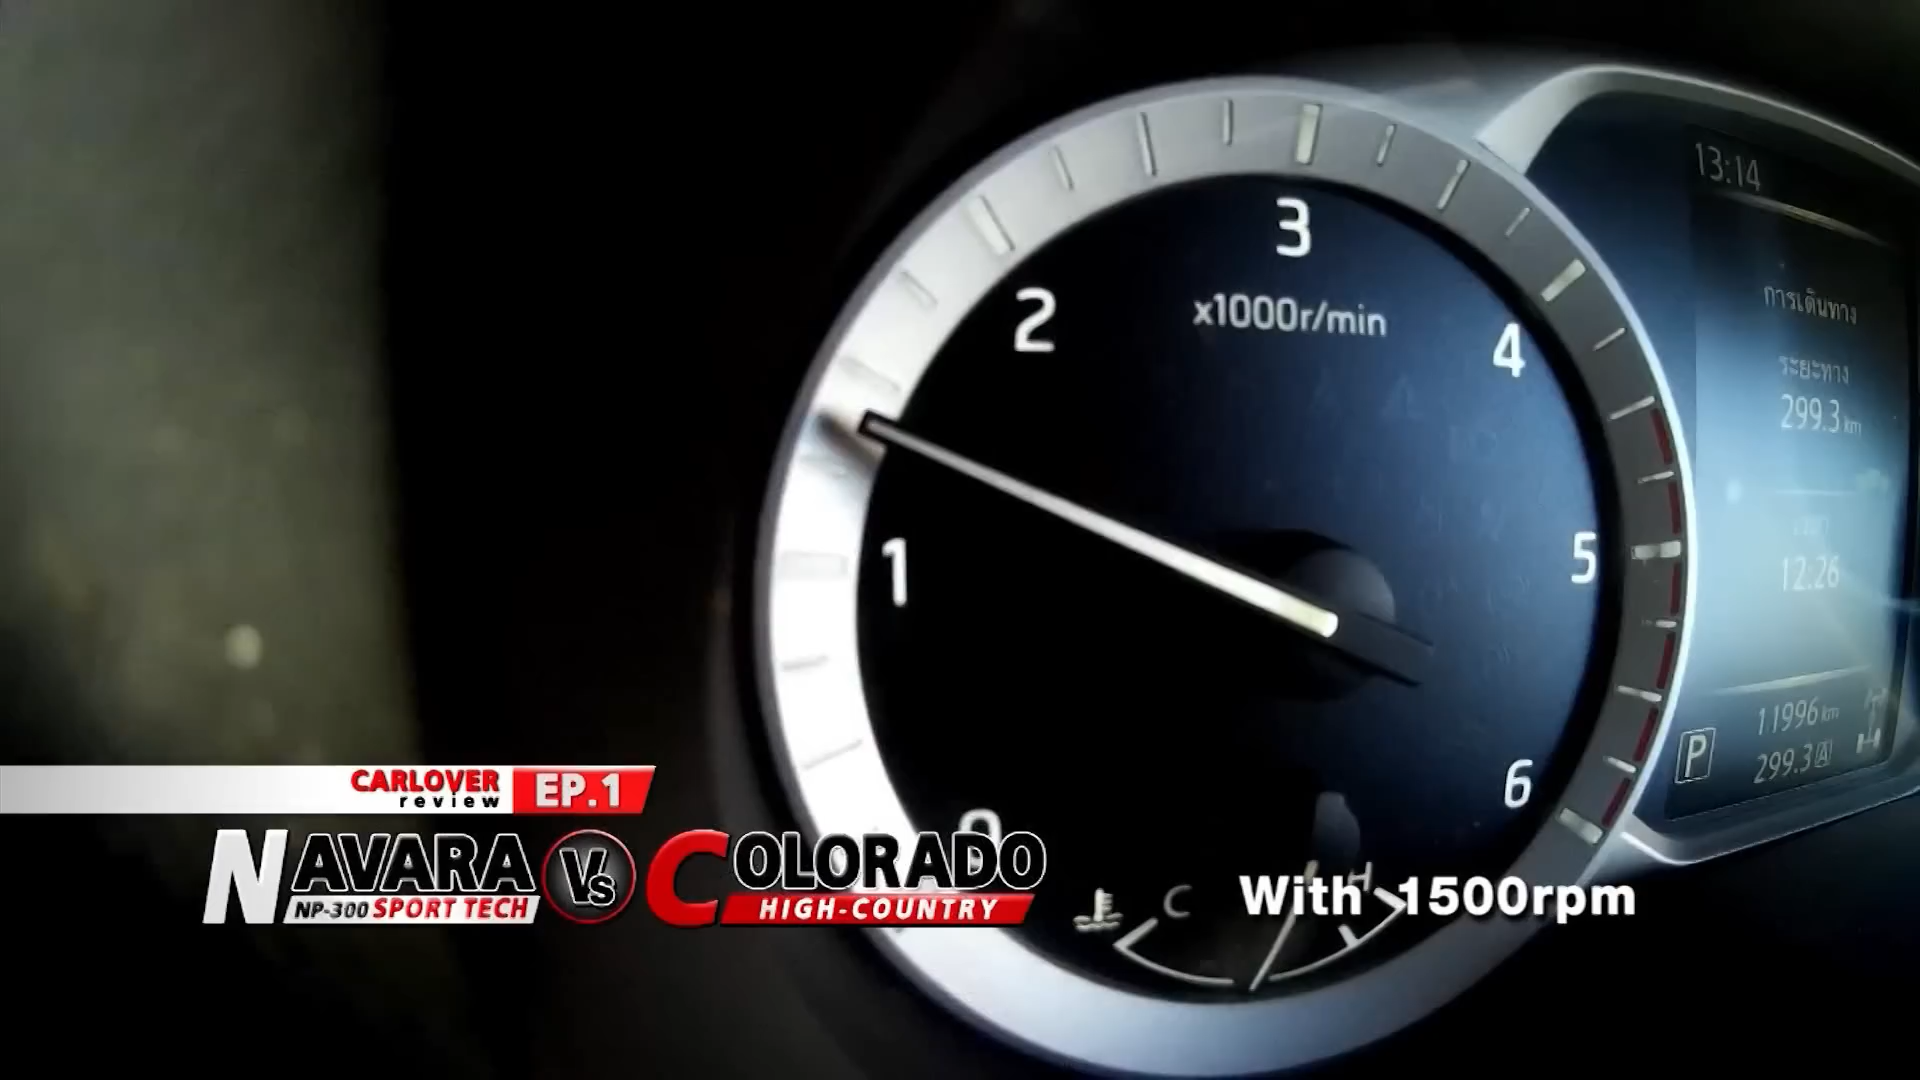 13:14
3
x1000r/min
2
4
การเดินทาง
ระยะทาง
299.3 km
5
1
12:26
11996 km
299.3 A
P
6
0
C
H
CARLOVER
review
EP.1
NAVARA VS COLORADO
NP-300 SPORT TECH
HIGH-COUNTRY
With 1500rpm